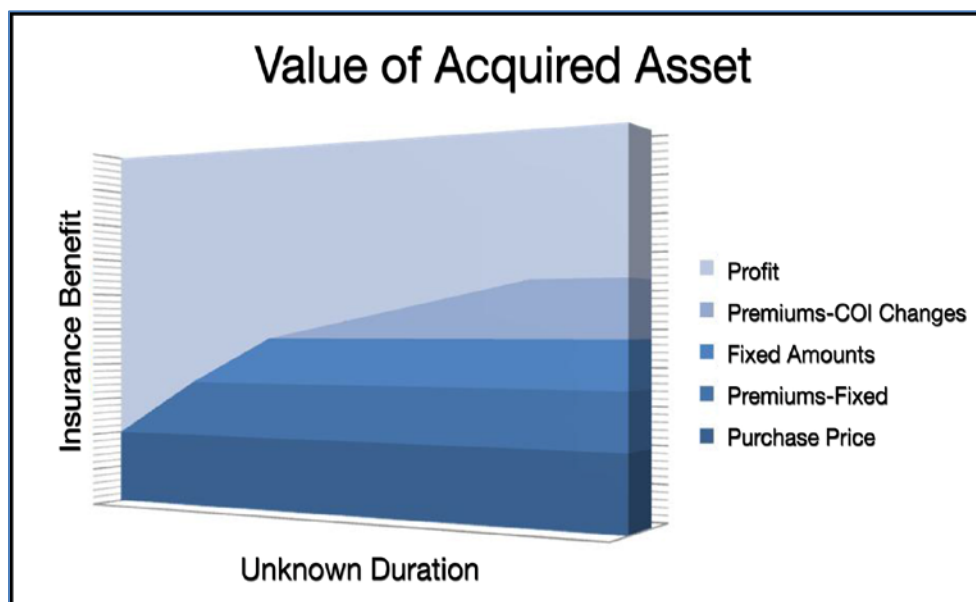 Value of Acquired Asset
Insurance Benefit
Profit
Premiums-COI Changes
Fixed Amounts
Premiums-Fixed
Purchase Price
Unknown Duration